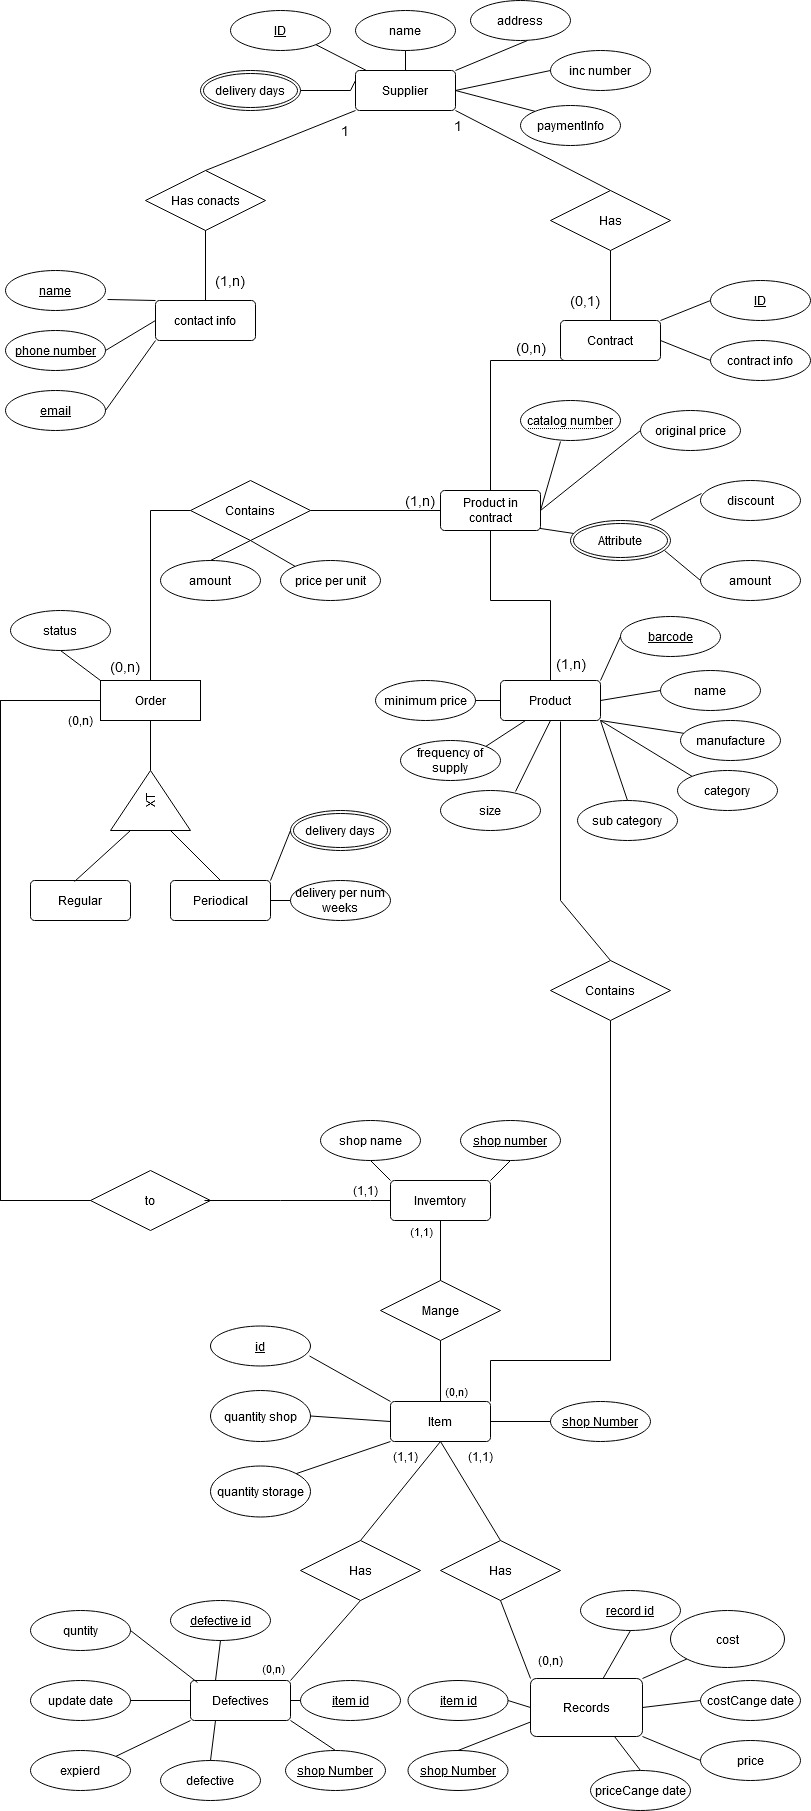 address
ID
name
inc number
delivery days
Supplier
paymentInfo
1
1
Has conacts
Has
(1,n)
name
(0,1)
ID
contact info
Contract
phone number
(0,n)
contract info
email
catalog number
original price
(1,n)
discount
Contains
Product in
contract
Attribute
amount
price per unit
amount
status
barcode
(0,n)
(1,n)
Order
minimum price
Product
name
(0,n)
manufacture
frequency of
supply
category
XT
size
sub category
delivery days
Regular
Periodical
delivery per num
weeks
Contains
shop name
shop number
(1,1)
to
Invemtory
(1,1)
Mange
id
(0,n)
quantity shop
Item
shop Number
(1,1)
(1,1)
quantity storage
Has
Has
defective id
record id
quntity
cost
(0,n)
(0,n)
update date
Defectives
item id
item id
Records
costCange date
expierd
defective
shop Number
shop Number
price
priceCange date